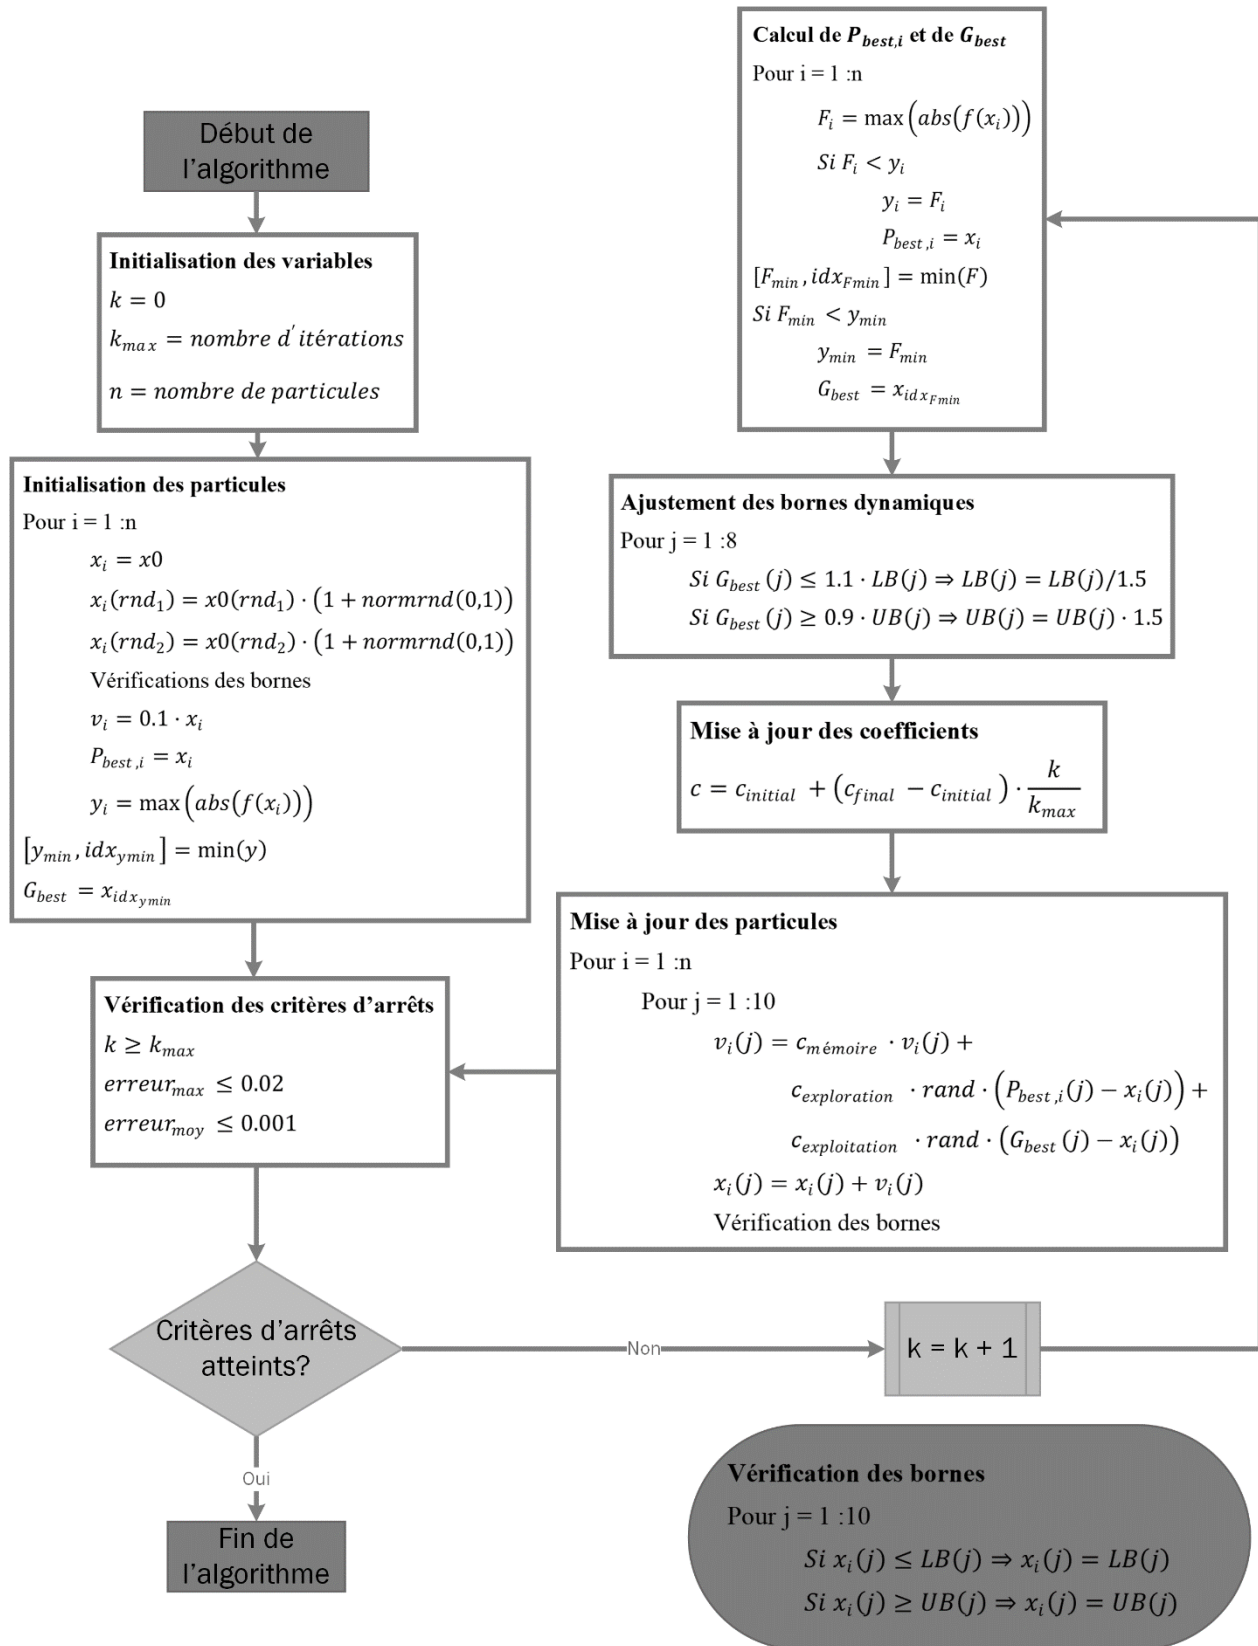 Début de
l'algorithme
Initialisation des variables
k = 0
k_max = nombre d'itérations
n = nombre de particules
Initialisation des particules
Pour i = 1 :n
x_i = x0
x_i(rnd_1) = x0(rnd_1) · (1 + normrnd(0,1))
x_i(rnd_2) = x0(rnd_2) · (1 + normrnd(0,1))
Vérifications des bornes
v_i = 0.1 · x_i
P_best,i = x_i
y_i = max(abs(f(x_i)))
[y_min, idx_ymin] = min(y)
G_best = x_idx_ymin
Vérification des critères d'arrêts
k ≥ k_max
erreur_max ≤ 0.02
erreur_moy ≤ 0.001
Critères d'arrêts
atteints?
Oui
Fin de
l'algorithme
Non
k = k + 1
Calcul de P_best,i et de G_best
Pour i = 1 :n
F_i = max(abs(f(x_i)))
Si F_i < y_i
y_i = F_i
P_best,i = x_i
[F_min, idx_Fmin] = min(F)
Si F_min < y_min
y_min = F_min
G_best = x_idx_Fmin
Ajustement des bornes dynamiques
Pour j = 1 :8
Si G_best(j) ≤ 1.1 · LB(j) ⇒ LB(j) = LB(j)/1.5
Si G_best(j) ≥ 0.9 · UB(j) ⇒ UB(j) = UB(j) · 1.5
Mise à jour des coefficients
c = c_initial + (c_final − c_initial) · k/k_max
Mise à jour des particules
Pour i = 1 :n
Pour j = 1 :10
v_i(j) = c_mémoire · v_i(j) +
c_exploration · rand · (P_best,i(j) − x_i(j)) +
c_exploitation · rand · (G_best(j) − x_i(j))
x_i(j) = x_i(j) + v_i(j)
Vérification des bornes
Vérification des bornes
Pour j = 1 :10
Si x_i(j) ≤ LB(j) ⇒ x_i(j) = LB(j)
Si x_i(j) ≥ UB(j) ⇒ x_i(j) = UB(j)